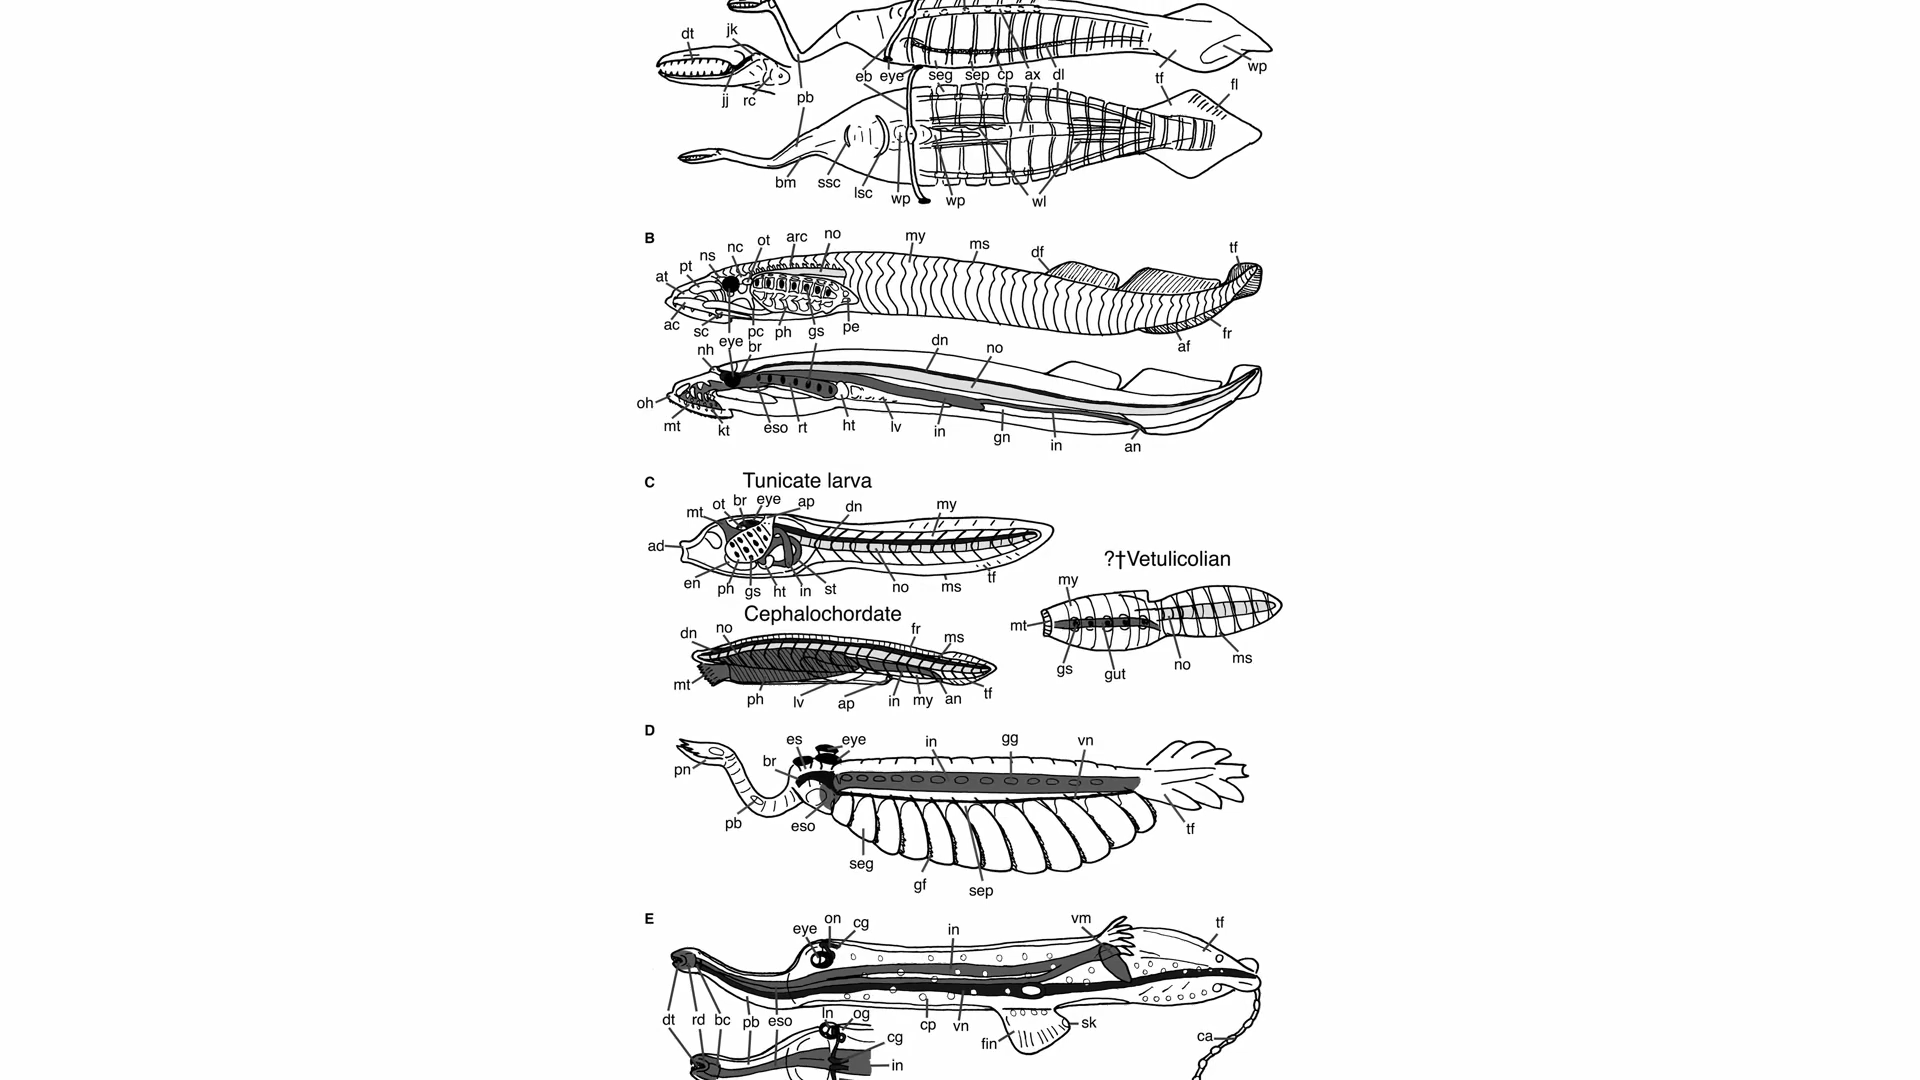 dt jk
jj rc pb
eb eye seg sep cp ax dl tf wp
fl
bm ssc lsc wp wp wl
B
at pt ns nc ot arc no my ms df tf
ac sc eye pc ph gs pe af fr
nh br dn no
oh mt kt eso rt ht lv in gn in an
C Tunicate larva
mt ot br eye ap dn my
ad
en ph gs ht in st no ms tf
?†Vetulicolian
my
mt
gs gut no ms
Cephalochordate
dn no fr ms
mt ph lv ap in my an tf
D
pn br es eye in gg vn
pb eso seg gf sep tf
E
eye on cg in vm tf
dt rd bc pb eso ln og cp vn fin sk ca
cg
in